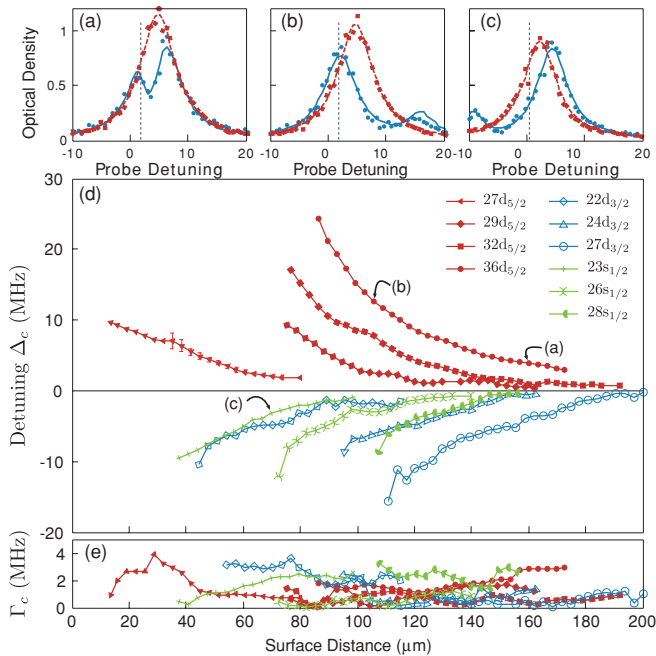 (a) (b) (c)
Optical Density
1
0.5
0
-10 0 10 20 -10 0 10 20 -10 0 10 20
Probe Detuning Probe Detuning Probe Detuning
(d)
Detuning Δc (MHz)
30
20
10
0
-10
-20
27d5/2 22d3/2
29d5/2 24d3/2
32d5/2 27d3/2
36d5/2 23s1/2
26s1/2
28s1/2
(b)
(a)
(c)
(e)
Γc (MHz)
4
2
0
0 20 40 60 80 100 120 140 160 180 200
Surface Distance (μm)